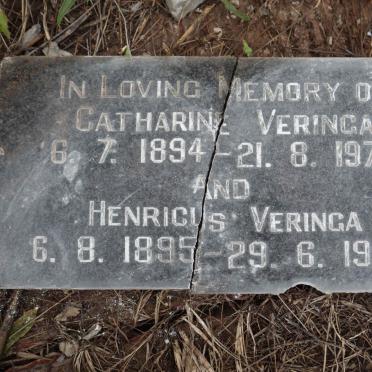 IN LOVING MEMORY O
CATHARINE VERINGA
6. 7. 1894 - 21. 8. 197
AND
HENRICUS VERINGA
6. 8. 1895 - 29. 6. 19